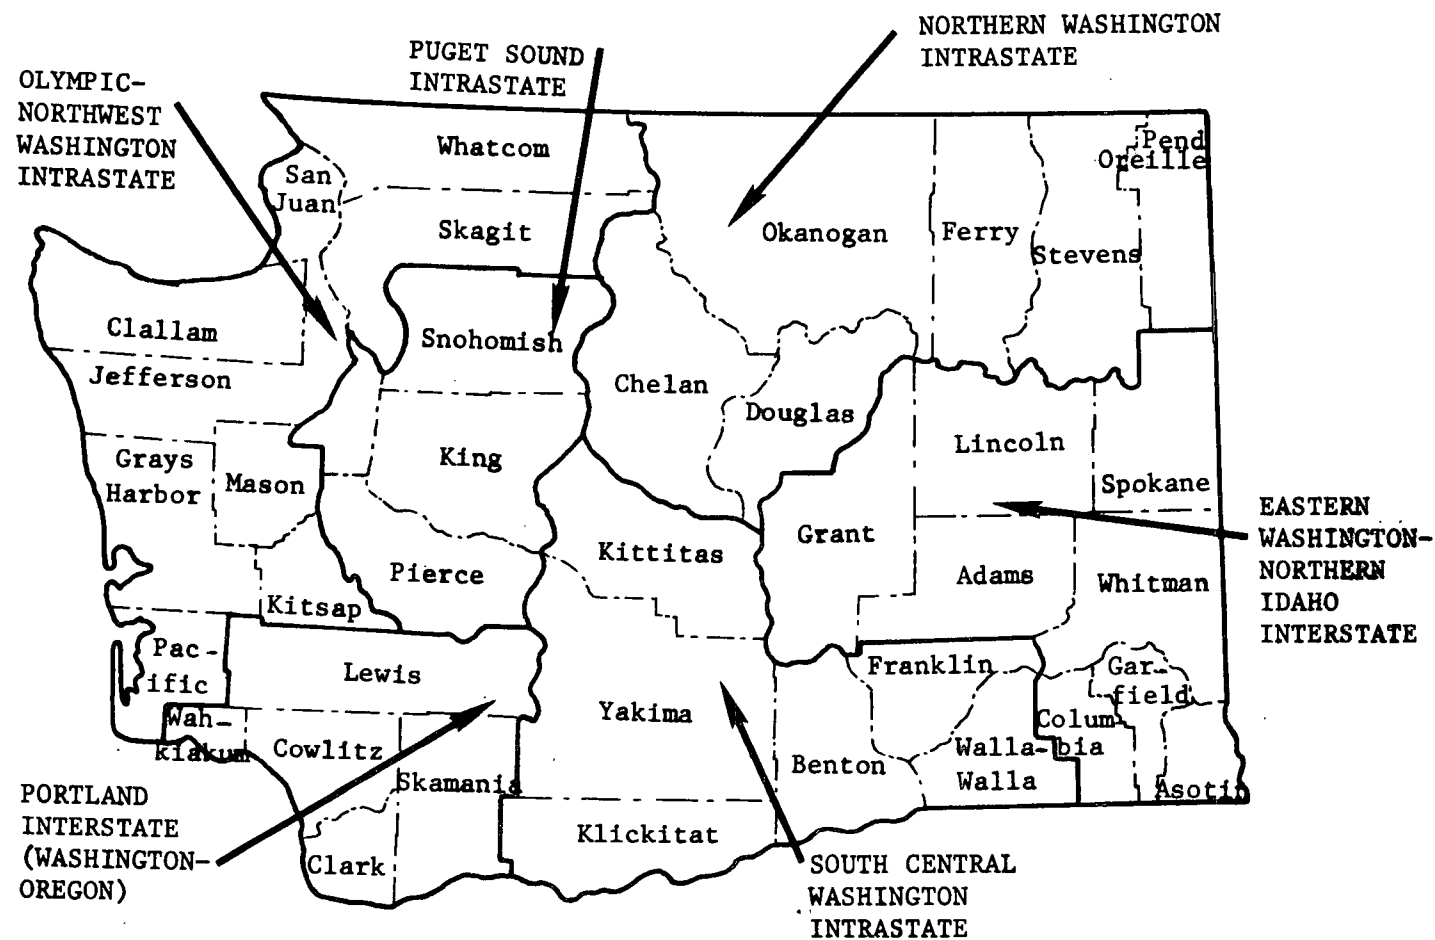 NORTHERN WASHINGTON
INTRASTATE
PUGET SOUND
INTRASTATE
OLYMPIC-
NORTHWEST
WASHINGTON
INTRASTATE
Whatcom
San
Juan
Skagit
Okanogan
Ferry
Stevens
Pend
Oreille
Clallam
Jefferson
Snohomish
Chelan
Douglas
Grays
Harbor
Mason
King
Lincoln
Spokane
Grant
Kittitas
Pierce
Kitsap
Adams
Whitman
EASTERN
WASHINGTON-
NORTHERN
IDAHO
INTERSTATE
Pac-
ific
Lewis
Yakima
Franklin
Gar-
field
Wah-
kiakum
Cowlitz
Skamania
Benton
Walla-
Walla
Colum-
bia
Asotin
Clark
Klickitat
PORTLAND
INTERSTATE
(WASHINGTON-
OREGON)
SOUTH CENTRAL
WASHINGTON
INTRASTATE